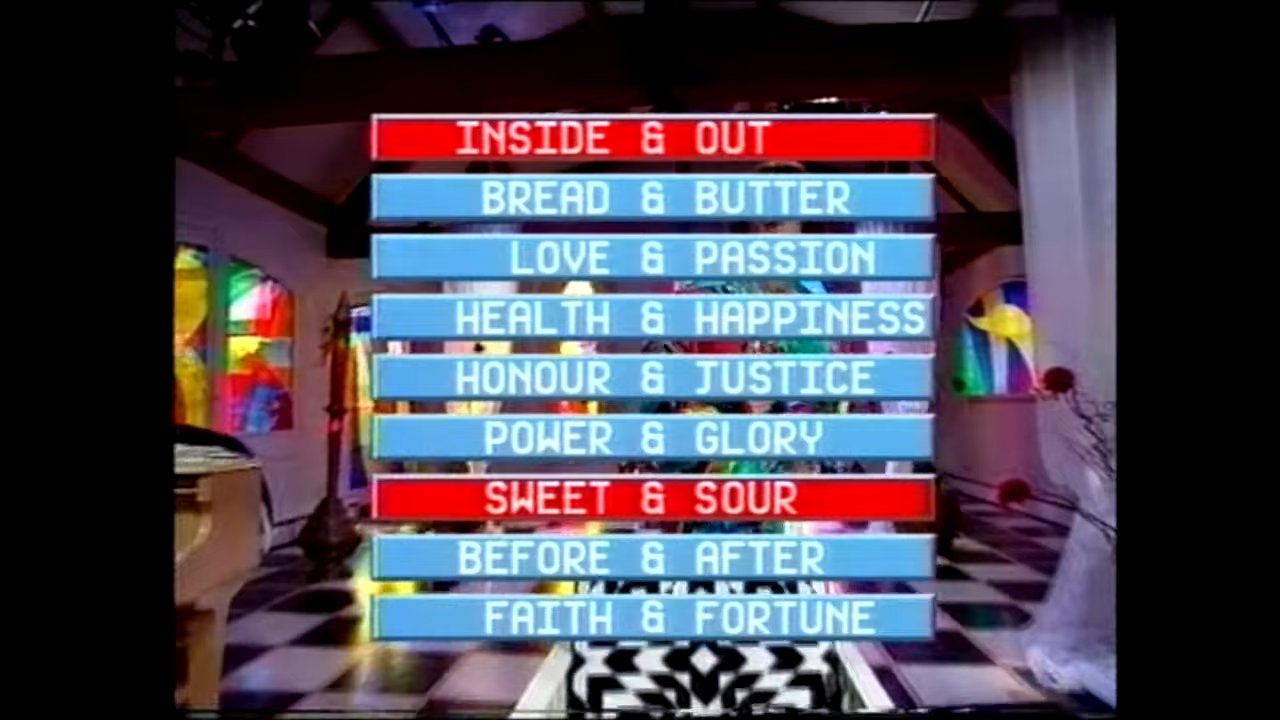 INSIDE & OUT
BREAD & BUTTER
LOVE & PASSION
HEALTH & HAPPINESS
HONOUR & JUSTICE
POWER & GLORY
SWEET & SOUR
BEFORE & AFTER
FAITH & FORTUNE